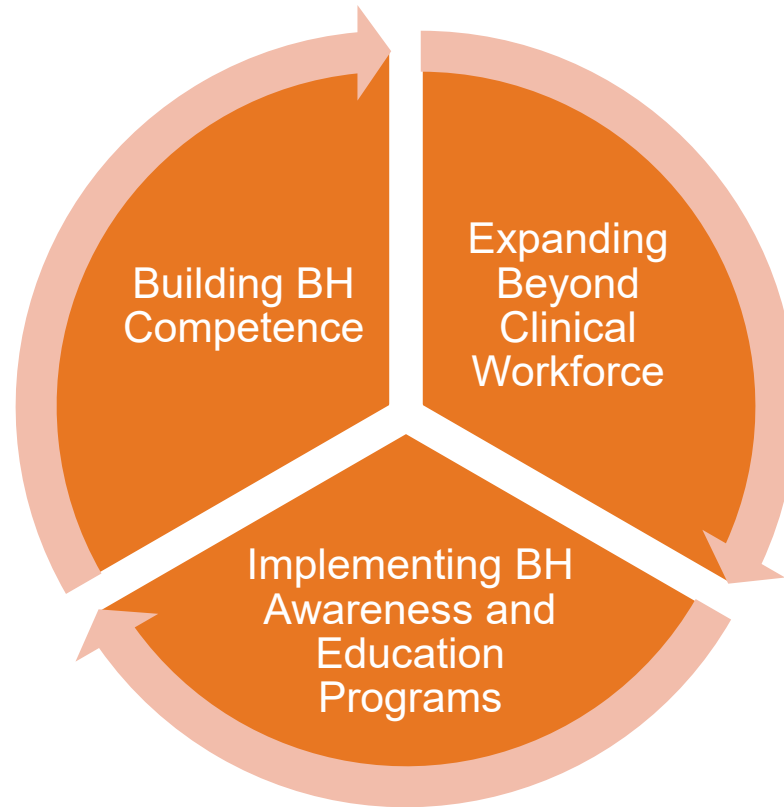 Building BH
Competence
Expanding
Beyond
Clinical
Workforce
Implementing BH
Awareness and
Education
Programs